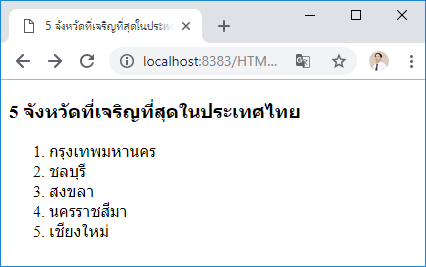 5 จังหวัดที่เจริญที่สุดในประเท
localhost:8383/HTM...
5 จังหวัดที่เจริญที่สุดในประเทศไทย
1. กรุงเทพมหานคร
2. ชลบุรี
3. สงขลา
4. นครราชสีมา
5. เชียงใหม่